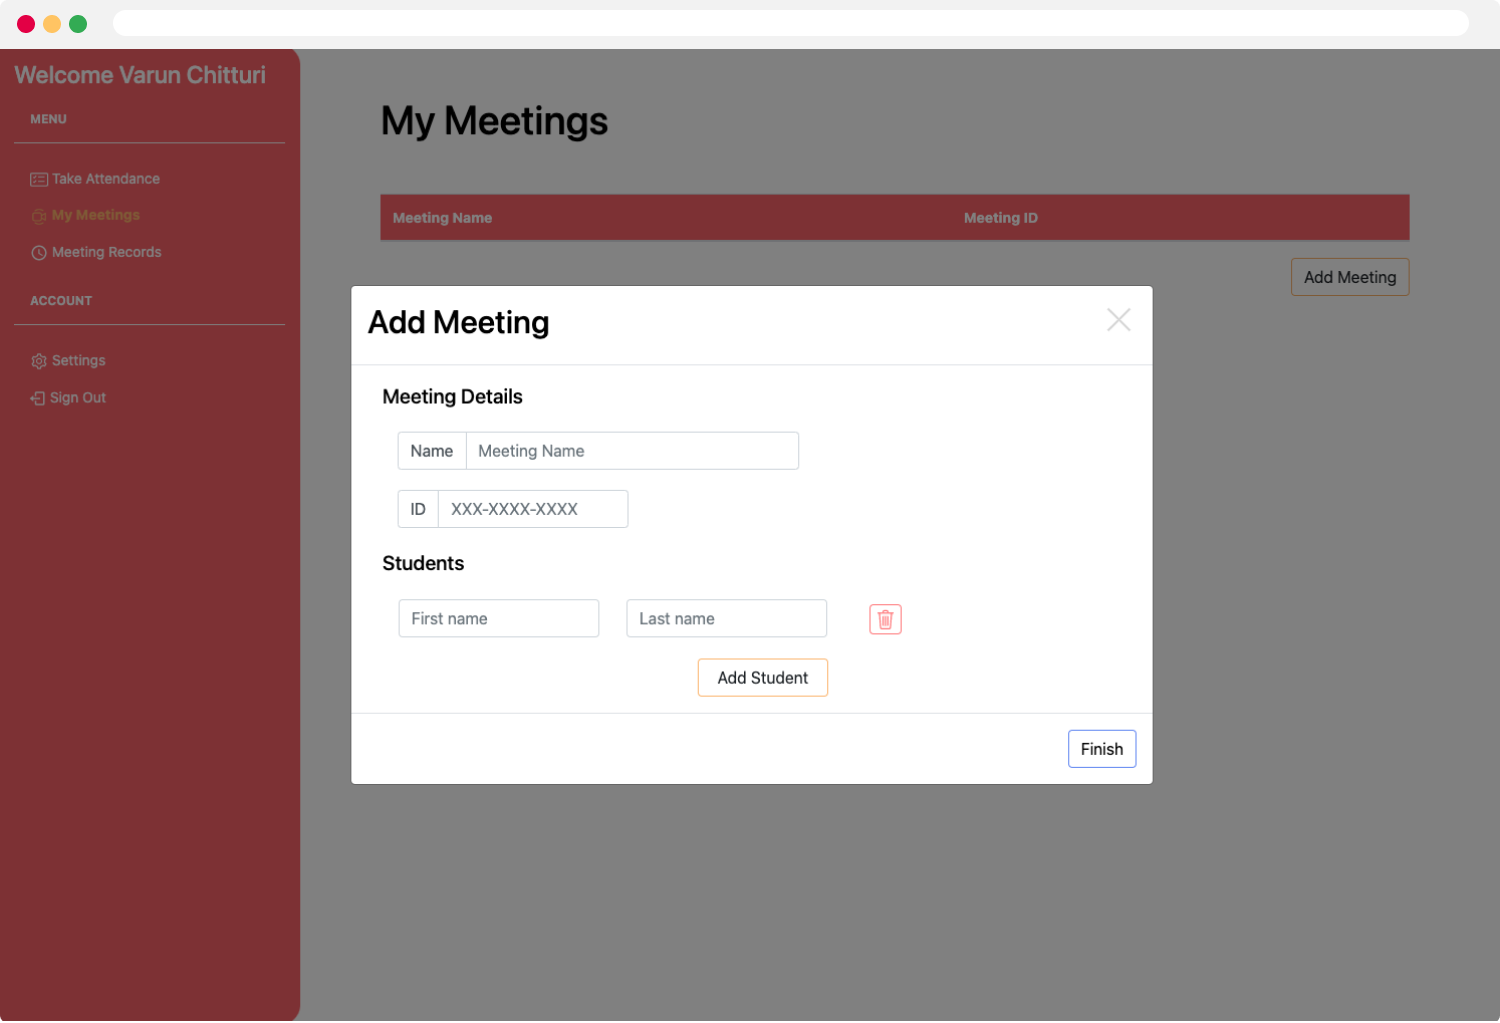 Welcome Varun Chitturi
MENU
Take Attendance
My Meetings
Meeting Records
ACCOUNT
Settings
Sign Out
My Meetings
Meeting Name Meeting ID
Add Meeting
Add Meeting
Meeting Details
Name Meeting Name
ID XXX-XXXX-XXXX
Students
First name Last name
Add Student
Finish